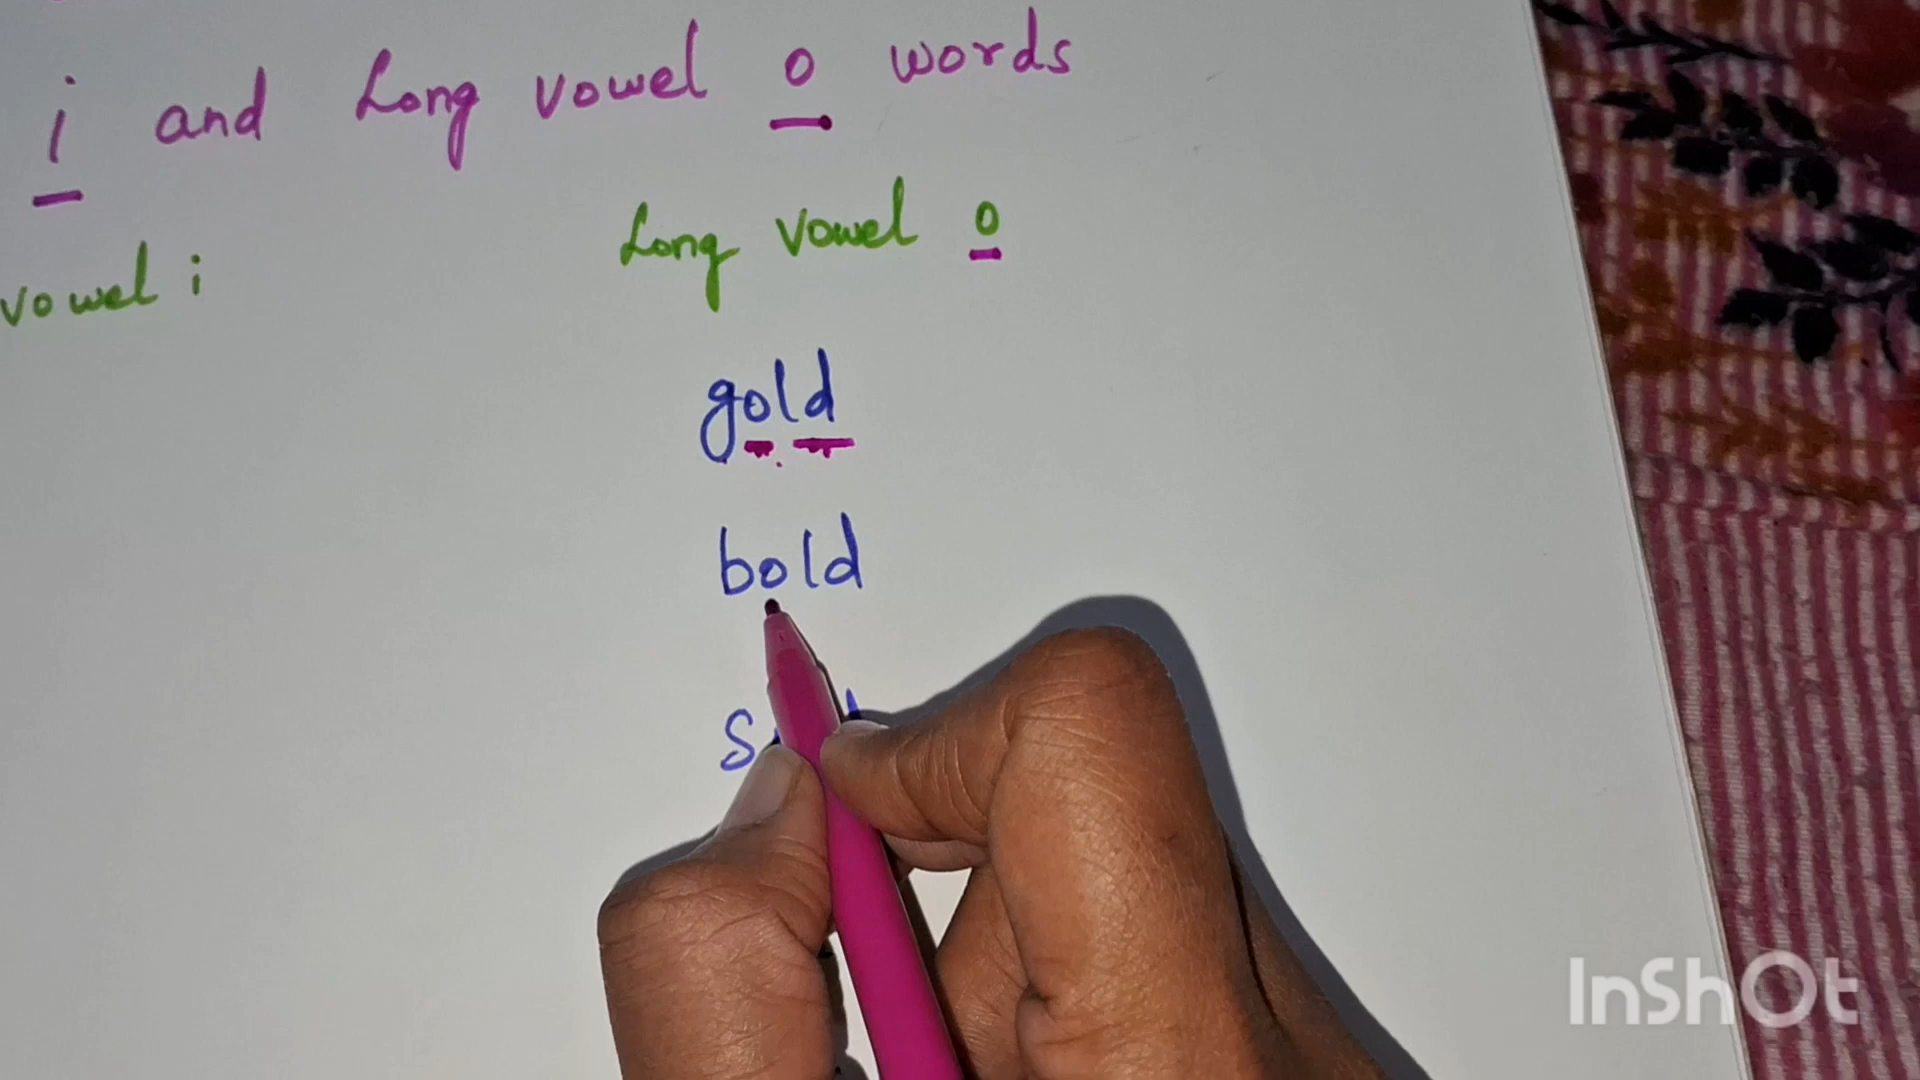 i and Long vowel o words
vowel i
Long vowel o
gold
bold
InShOt